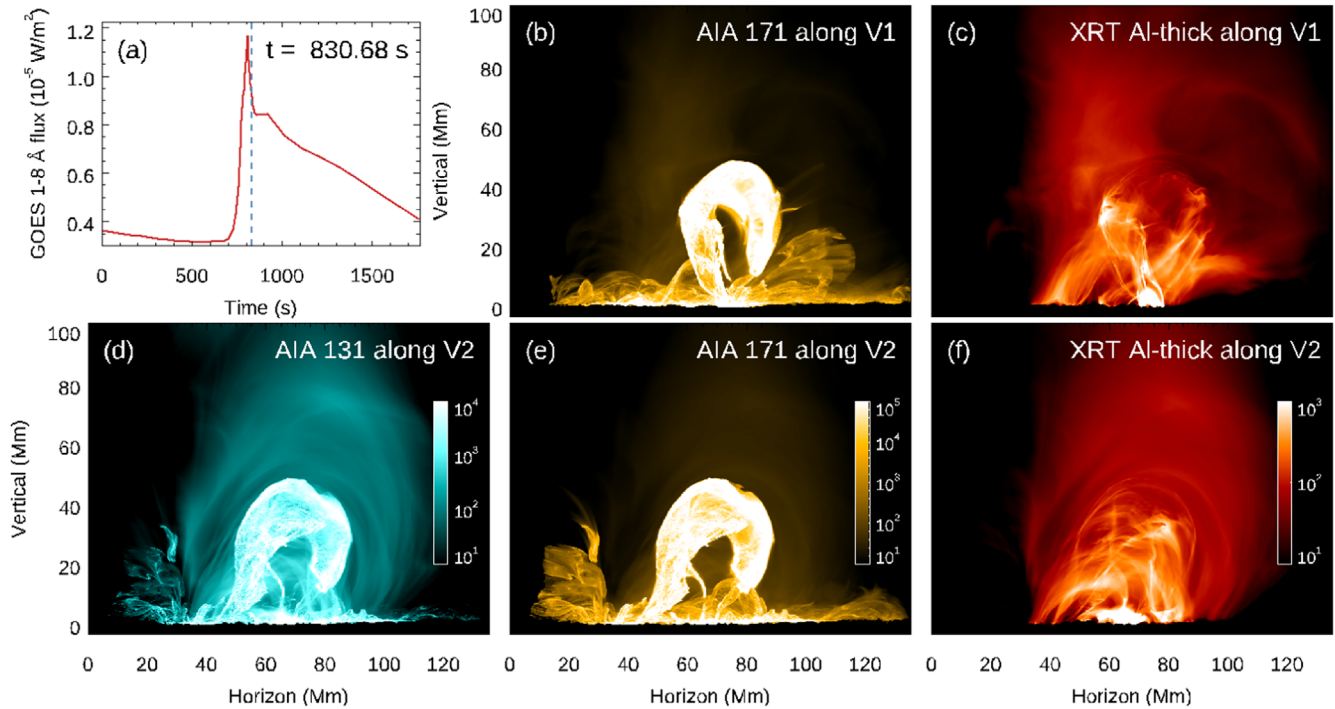 (a)
t = 830.68 s
GOES 1-8 Å flux (10⁻⁵ W/m²)
1.2
1.0
0.8
0.6
0.4
0 500 1000 1500
Time (s)
(b)
AIA 171 along V1
Vertical (Mm)
100
80
60
40
20
0
(c)
XRT Al-thick along V1
(d)
AIA 131 along V2
Vertical (Mm)
100
80
60
40
20
0
10⁴
10³
10²
10¹
0 20 40 60 80 100 120
Horizon (Mm)
(e)
AIA 171 along V2
10⁵
10⁴
10³
10²
10¹
0 20 40 60 80 100 120
Horizon (Mm)
(f)
XRT Al-thick along V2
10³
10²
10¹
0 20 40 60 80 100 120
Horizon (Mm)